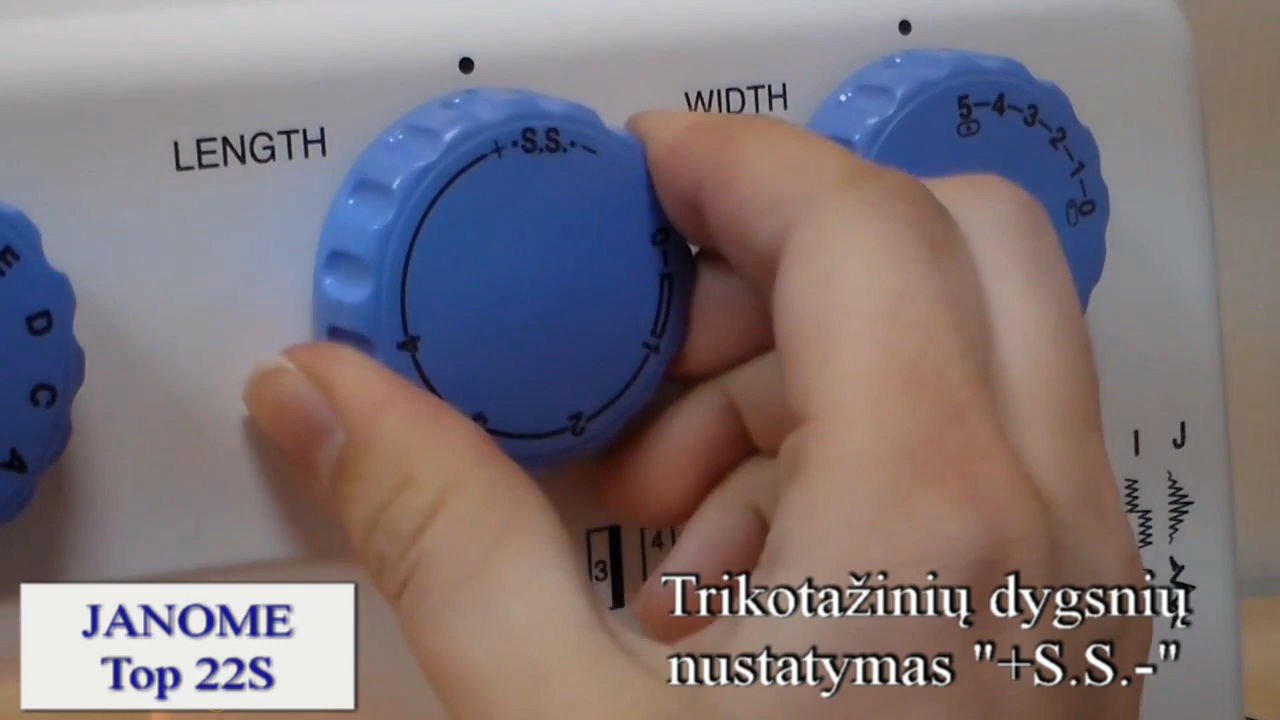 LENGTH
WIDTH
+·S.S.·–
5-4-3-2-1-0
0
1
2
3
4
E
D
C
A
I J
3
4
JANOME
Top 22S
Trikotažinių dygsnių
nustatymas "+S.S.-"